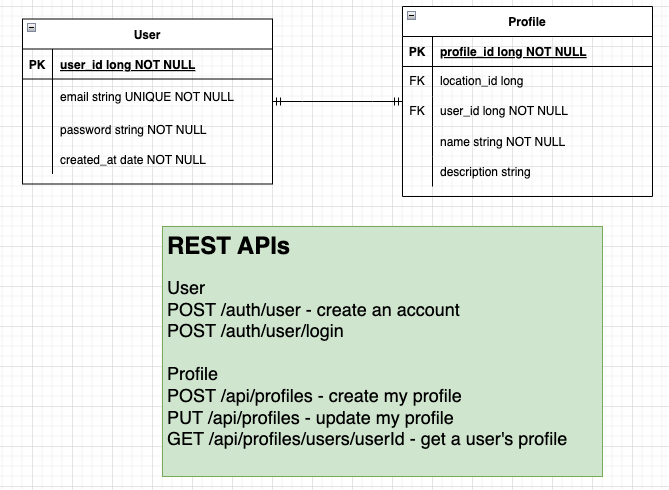 User
PK user_id long NOT NULL
email string UNIQUE NOT NULL
password string NOT NULL
created_at date NOT NULL
Profile
PK profile_id long NOT NULL
FK location_id long
FK user_id long NOT NULL
name string NOT NULL
description string
REST APIs
User
POST /auth/user - create an account
POST /auth/user/login
Profile
POST /api/profiles - create my profile
PUT /api/profiles - update my profile
GET /api/profiles/users/userId - get a user's profile